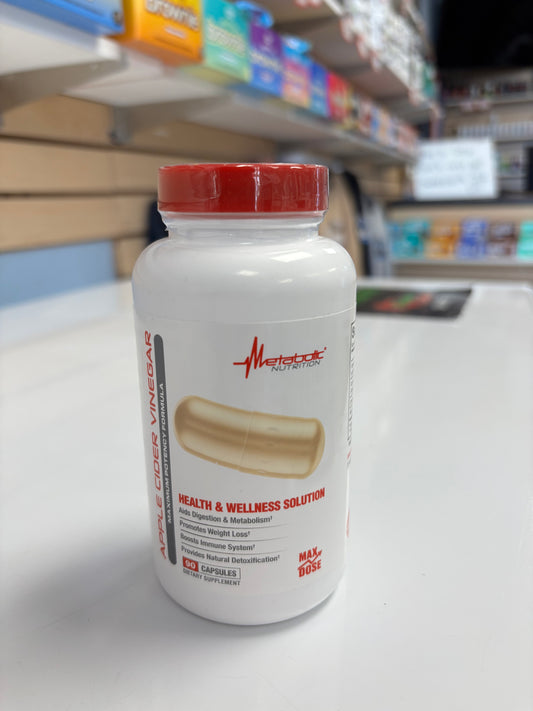 Metabolic
NUTRITION
APPLE CIDER VINEGAR
MAXIMUM POTENCY FORMULA
HEALTH & WELLNESS SOLUTION
Aids Digestion & Metabolism†
Promotes Weight Loss†
Boosts Immune System†
Provides Natural Detoxification†
90 CAPSULES
DIETARY SUPPLEMENT
MAX
DOSE